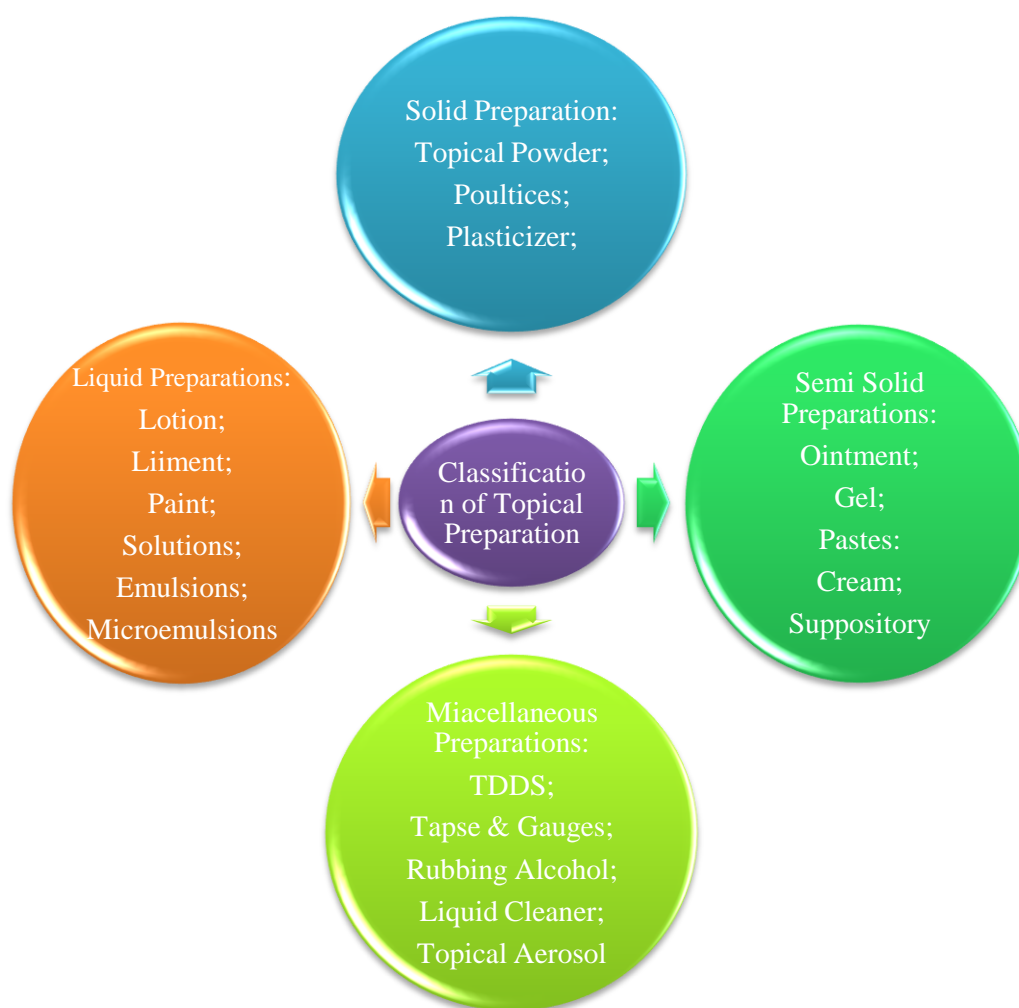 Solid Preparation:
Topical Powder;
Poultices;
Plasticizer;
Liquid Preparations:
Lotion;
Liiment;
Paint;
Solutions;
Emulsions;
Microemulsions
Classificatio
n of Topical
Preparation
Semi Solid
Preparations:
Ointment;
Gel;
Pastes:
Cream;
Suppository
Miacellaneous
Preparations:
TDDS;
Tapse & Gauges;
Rubbing Alcohol;
Liquid Cleaner;
Topical Aerosol